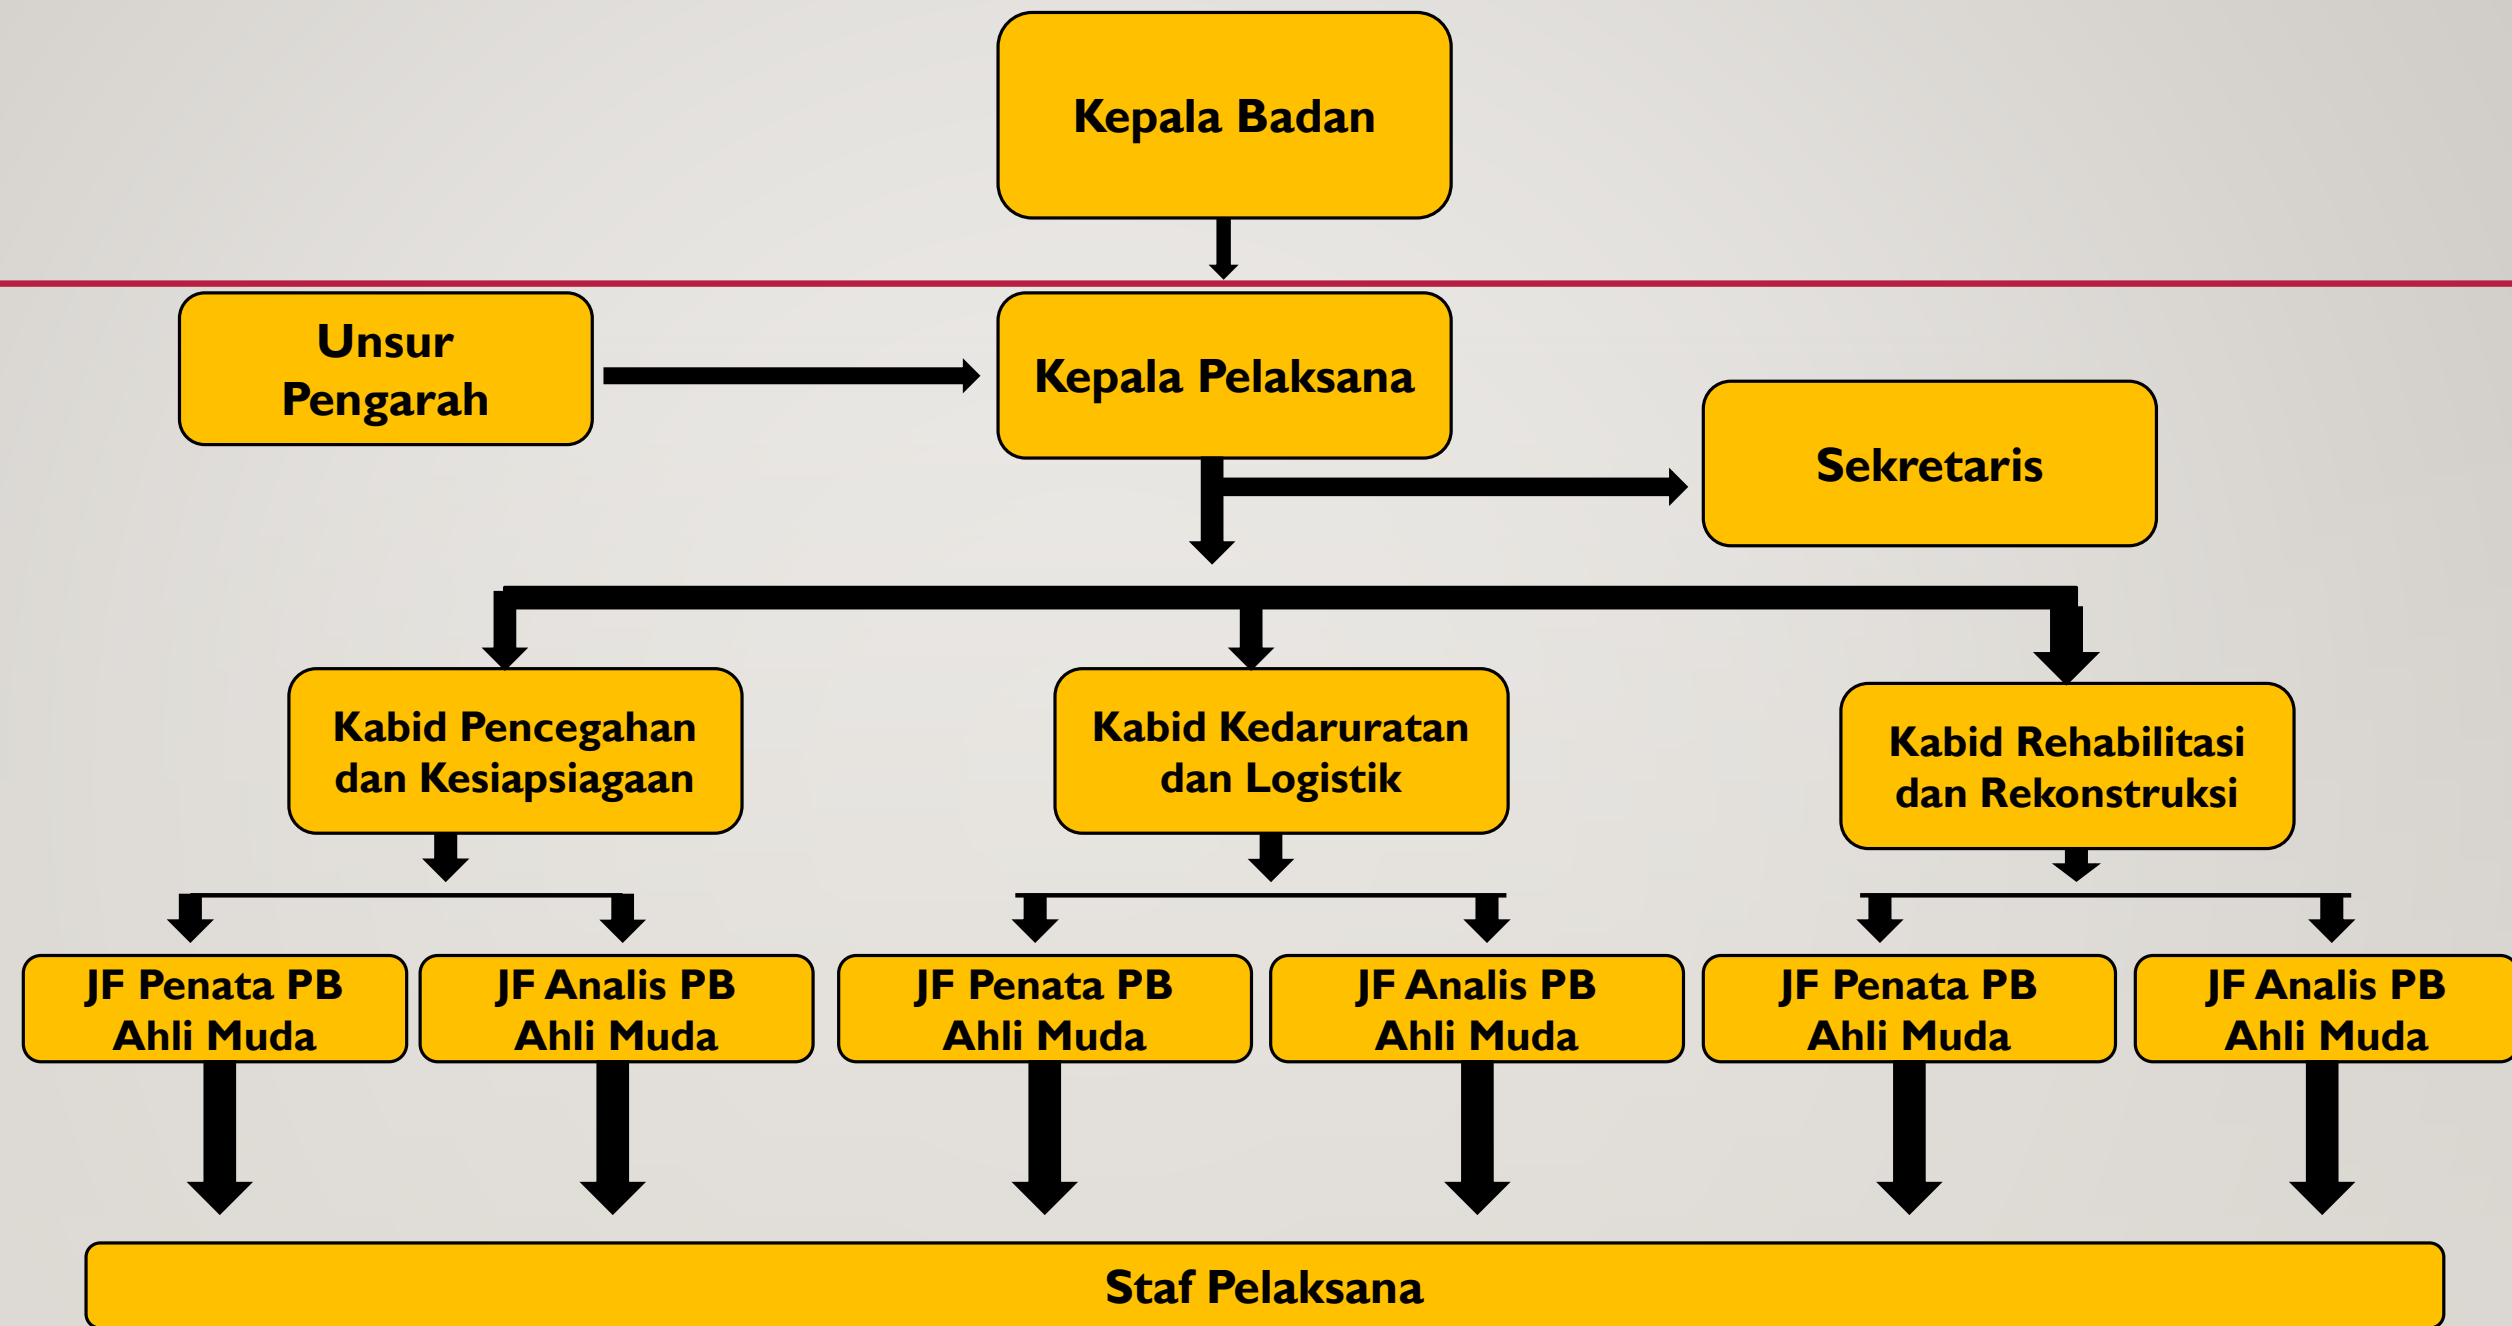 Kepala Badan
Unsur
Pengarah
Kepala Pelaksana
Sekretaris
Kabid Pencegahan
dan Kesiapsiagaan
Kabid Kedaruratan
dan Logistik
Kabid Rehabilitasi
dan Rekonstruksi
JF Penata PB
Ahli Muda
JF Analis PB
Ahli Muda
JF Penata PB
Ahli Muda
JF Analis PB
Ahli Muda
JF Penata PB
Ahli Muda
JF Analis PB
Ahli Muda
Staf Pelaksana